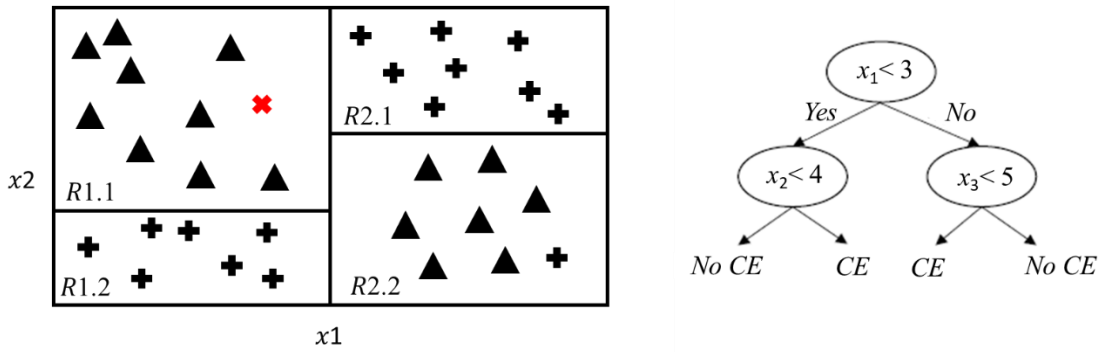 R2.1
x2
R1.1
R1.2
R2.2
x1
x₁< 3
Yes
No
x₂< 4
x₃< 5
No CE
CE
CE
No CE